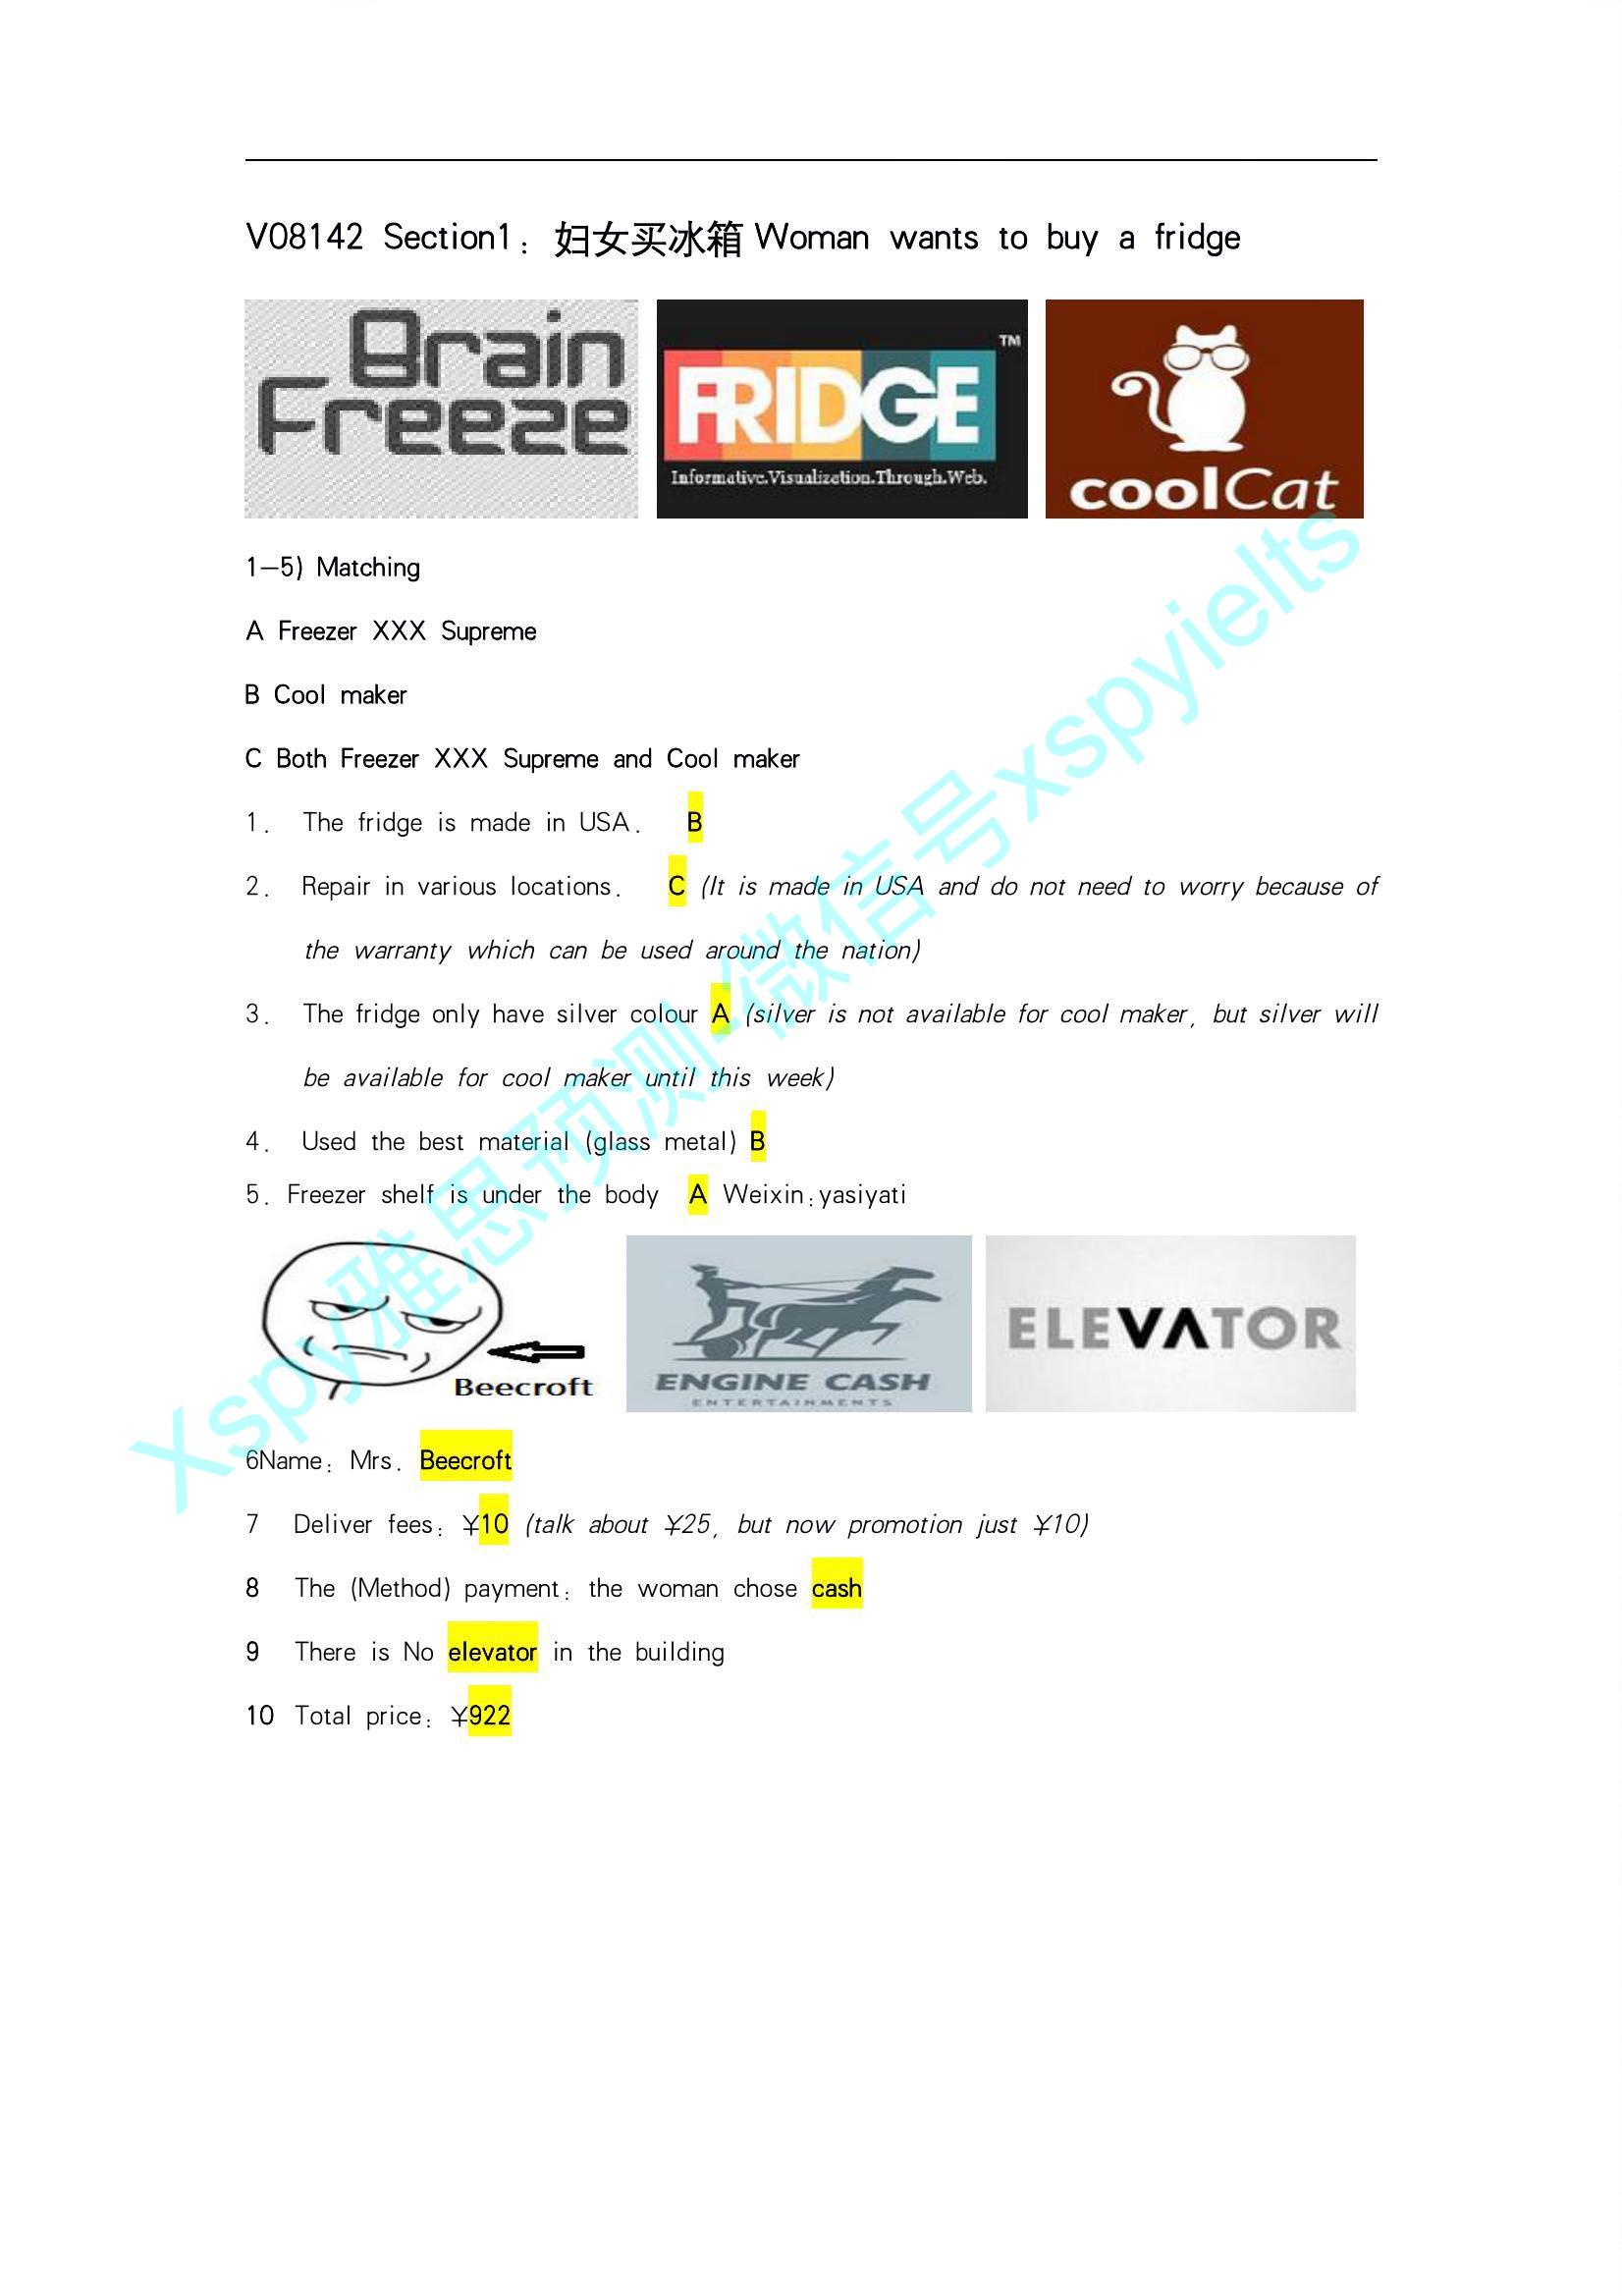 V08142 Section1：妇女买冰箱Woman wants to buy a fridge
Brain
Freeze
FRIDGE TM
Informative.Visualization.Through.Web.
coolCat
1—5) Matching
A Freezer XXX Supreme
B Cool maker
C Both Freezer XXX Supreme and Cool maker
1. The fridge is made in USA. B
2. Repair in various locations. C (It is made in USA and do not need to worry because of
the warranty which can be used around the nation)
3. The fridge only have silver colour A (silver is not available for cool maker, but silver will
be available for cool maker until this week)
4. Used the best material (glass metal) B
5. Freezer shelf is under the body A Weixin:yasiyati
Beecroft
ENGINE CASH
ENTERTAINMENTS
ELEVATOR
6Name: Mrs. Beecroft
7 Deliver fees: ¥10 (talk about ¥25, but now promotion just ¥10)
8 The (Method) payment: the woman chose cash
9 There is No elevator in the building
10 Total price: ¥922
Xspy雅思预测·微信号xspyielts